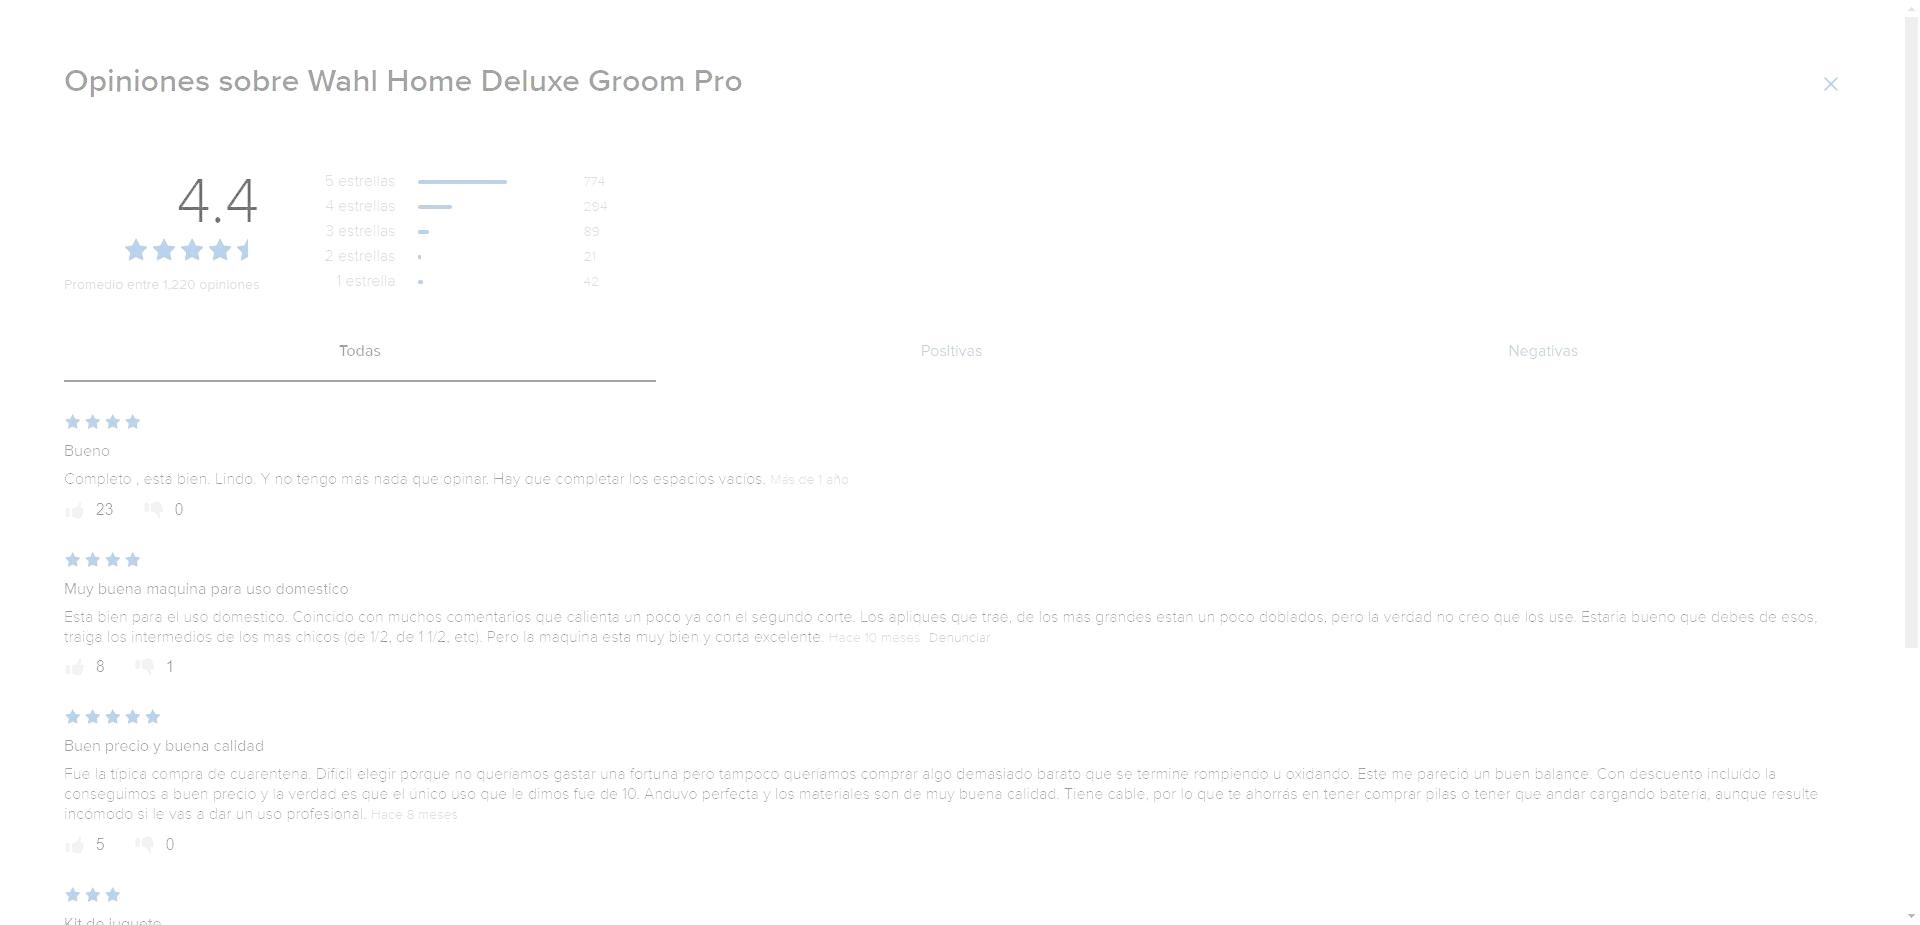 Opiniones sobre Wahl Home Deluxe Groom Pro
4.4
Promedio entre 1,220 opiniones
5 estrellas 774
4 estrellas 294
3 estrellas 89
2 estrellas 21
1 estrella 42
Todas Positivas Negativas
Bueno
Completo , está bien. Lindo. Y no tengo más nada que opinar. Hay que completar los espacios vacíos. Más de 1 año
23 0
Muy buena maquina para uso domestico
Esta bien para el uso domestico. Coincido con muchos comentarios que calienta un poco ya con el segundo corte. Los apliques que trae, de los mas grandes estan un poco doblados, pero la verdad no creo que los use. Estaria bueno que debes de esos,
traiga los intermedios de los mas chicos (de 1/2, de 1 1/2, etc). Pero la maquina esta muy bien y corta excelente. Hace 10 meses Denunciar
8 1
Buen precio y buena calidad
Fue la típica compra de cuarentena. Difícil elegir porque no queríamos gastar una fortuna pero tampoco queríamos comprar algo demasiado barato que se termine rompiendo u oxidando. Este me pareció un buen balance. Con descuento incluído la
conseguimos a buen precio y la verdad es que el único uso que le dimos fue de 10. Anduvo perfecta y los materiales son de muy buena calidad. Tiene cable, por lo que te ahorrás en tener comprar pilas o tener que andar cargando batería, aunque resulte
incomodo si le vas a dar un uso profesional. Hace 8 meses
5 0
Kit de juguete